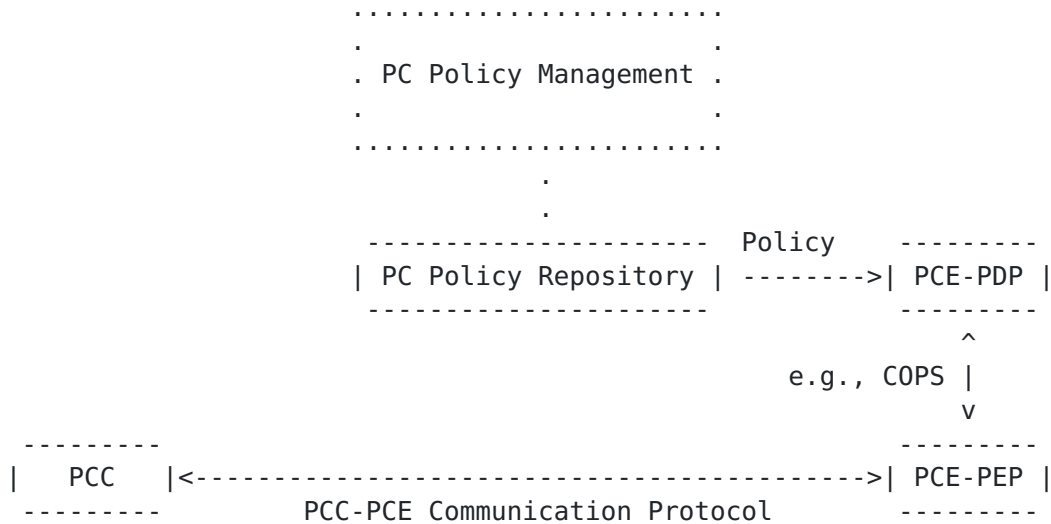 PC Policy Management
Policy
| PC Policy Repository | -------->| PCE-PDP |
e.g., COPS |
| PCC |<------------------------------------------->| PCE-PEP |
PCC-PCE Communication Protocol